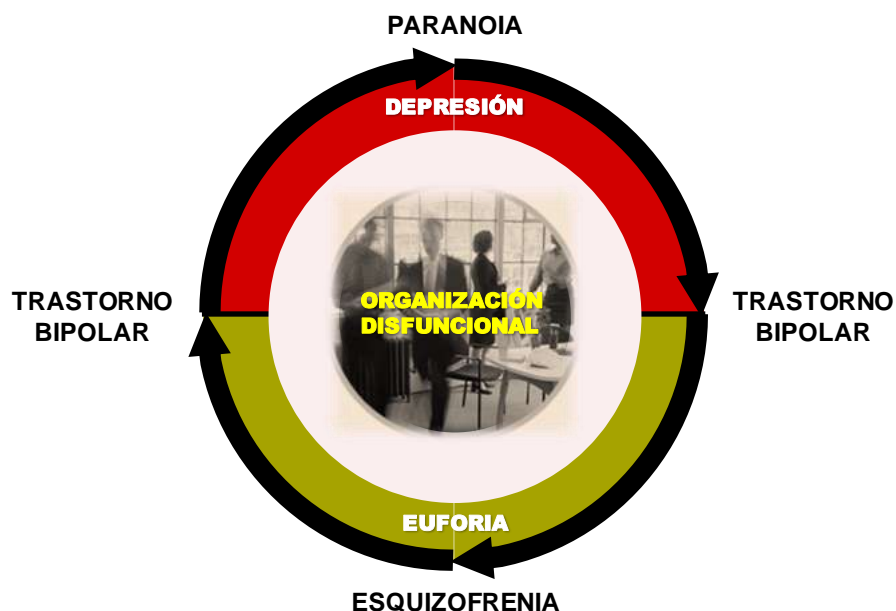 PARANOIA
DEPRESIÓN
TRASTORNO
BIPOLAR
ORGANIZACIÓN
DISFUNCIONAL
TRASTORNO
BIPOLAR
EUFORIA
ESQUIZOFRENIA